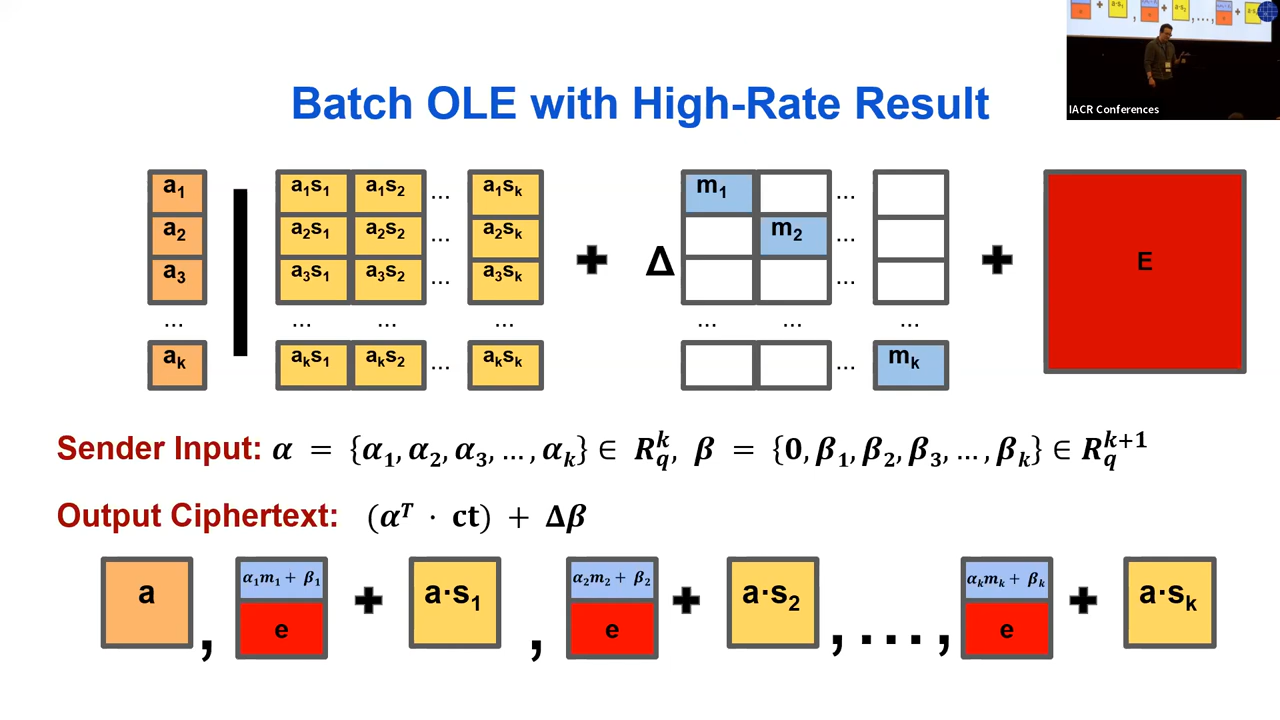 Batch OLE with High-Rate Result
IACR Conferences
a₁ a₁s₁ a₁s₂ ... a₁sₖ m₁ ...
a₂ a₂s₁ a₂s₂ ... a₂sₖ + Δ m₂ ... + E
a₃ a₃s₁ a₃s₂ ... a₃sₖ ...
... ... ... ... ... ... ...
aₖ aₖs₁ aₖs₂ ... aₖsₖ ... mₖ
Sender Input: α = {α₁, α₂, α₃, ..., αₖ} ∈ R_q^k, β = {0, β₁, β₂, β₃, ..., βₖ} ∈ R_q^{k+1}
Output Ciphertext: (α^T · ct) + Δβ
α₁m₁ + β₁ α₂m₂ + β₂ αₖmₖ + βₖ
a , + a·s₁ , + a·s₂ , ... , + a·sₖ
e e e